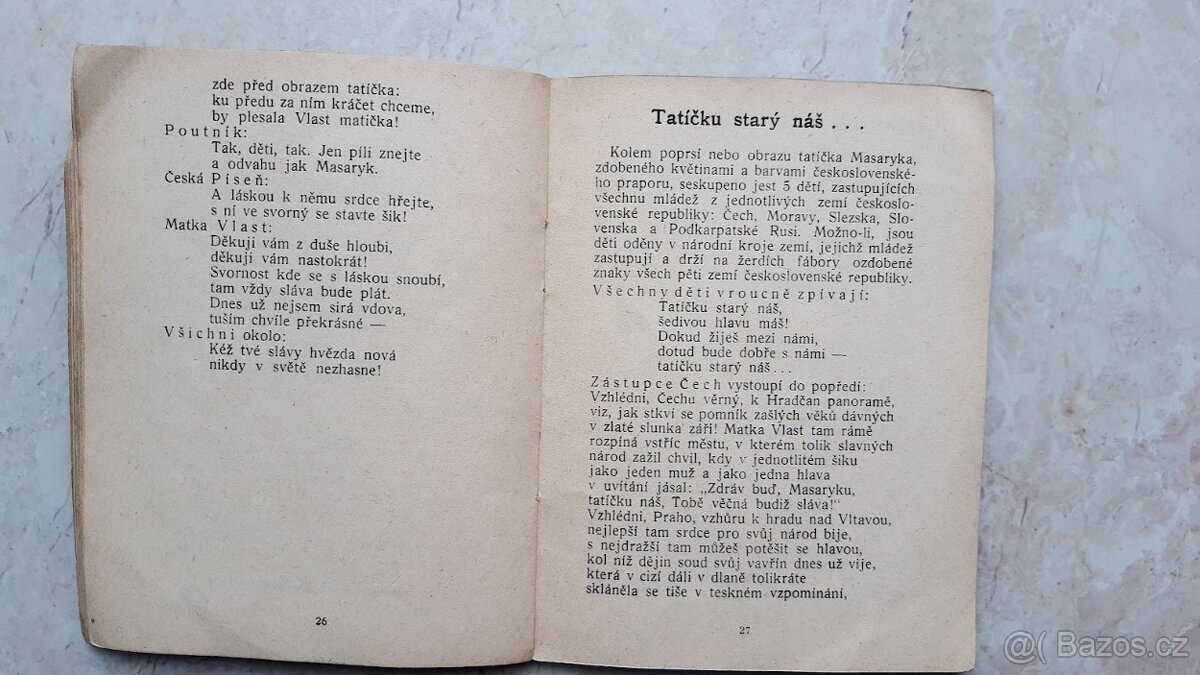 zde před obrazem tatíčka:
ku předu za ním kráčet chceme,
by plesala Vlast matička!
Poutník:
Tak, děti, tak. Jen píli znejte
a odvahu jak Masaryk.
Česká Píseň:
A láskou k němu srdce hřejte,
s ní ve svorný se stavte šik!
Matka Vlast:
Děkuji vám z duše hloubi,
děkuji vám nastokrát!
Svornost kde se s láskou snoubí,
tam vždy sláva bude plát.
Dnes už nejsem sirá vdova,
tuším chvíle překrásné —
Všichni okolo:
Kéž tvé slávy hvězda nová
nikdy v světě nezhasne!
26
Tatíčku starý náš . . .
Kolem poprsí nebo obrazu tatíčka Masaryka,
zdobeného květinami a barvami československé-
ho praporu, seskupeno jest 5 dětí, zastupujících
všechnu mládež z jednotlivých zemí českoslo-
venské republiky: Čech, Moravy, Slezska, Slo-
venska a Podkarpatské Rusi. Možno-li, jsou
děti oděny v národní kroje zemí, jejichž mládež
zastupují a drží na žerdích fábory ozdobené
znaky všech pěti zemí československé republiky.
Všechny děti vroucně zpívají:
Tatíčku starý náš,
šedivou hlavu máš!
Dokud žiješ mezi námi,
dotud bude dobře s námi —
tatíčku starý náš...
Zástupce Čech vystoupí do popředí:
Vzhlédni, Čechu věrný, k Hradčan panoramě,
viz, jak stkví se pomník zašlých věků dávných
v zlaté slunka záři! Matka Vlast tam rámě
rozpíná vstříc městu, v kterém tolik slavných
národ zažil chvil, kdy v jednotlitém šiku
jako jeden muž a jako jedna hlava
v uvítání jásal: „Zdráv buď, Masaryku,
tatíčku náš, Tobě věčná budiž sláva!"
Vzhlédni, Praho, vzhůru k hradu nad Vltavou,
nejlepší tam srdce pro svůj národ bije,
s nejdražší tam můžeš potěšit se hlavou,
kol níž dějin soud svůj vavřín dnes už vije,
která v cizí dáli v dlaně tolikráte
skláněla se tiše v teskném vzpomínání,
27
Bazos.cz